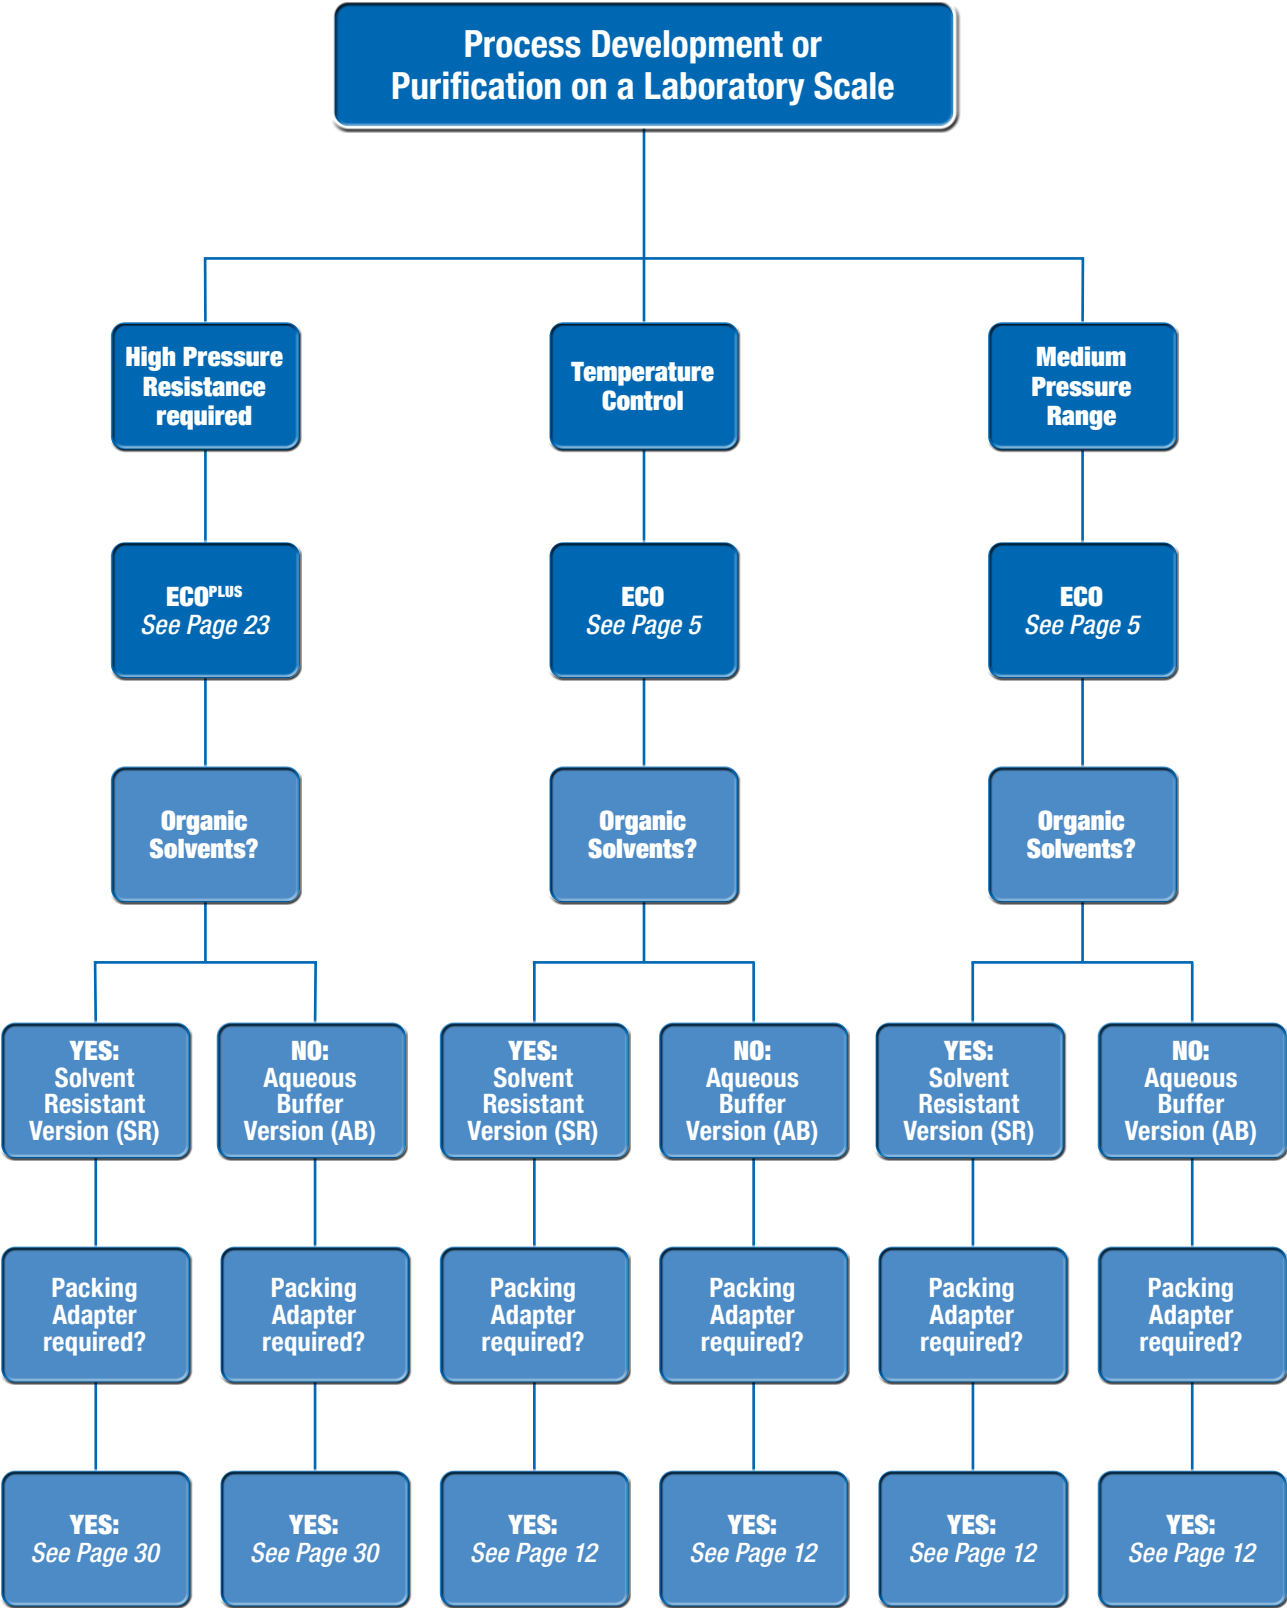 Process Development or
Purification on a Laboratory Scale
High Pressure
Resistance
required
Temperature
Control
Medium
Pressure
Range
ECOPLUS
See Page 23
ECO
See Page 5
ECO
See Page 5
Organic
Solvents?
Organic
Solvents?
Organic
Solvents?
YES:
Solvent
Resistant
Version (SR)
NO:
Aqueous
Buffer
Version (AB)
YES:
Solvent
Resistant
Version (SR)
NO:
Aqueous
Buffer
Version (AB)
YES:
Solvent
Resistant
Version (SR)
NO:
Aqueous
Buffer
Version (AB)
Packing
Adapter
required?
Packing
Adapter
required?
Packing
Adapter
required?
Packing
Adapter
required?
Packing
Adapter
required?
Packing
Adapter
required?
YES:
See Page 30
YES:
See Page 30
YES:
See Page 12
YES:
See Page 12
YES:
See Page 12
YES:
See Page 12